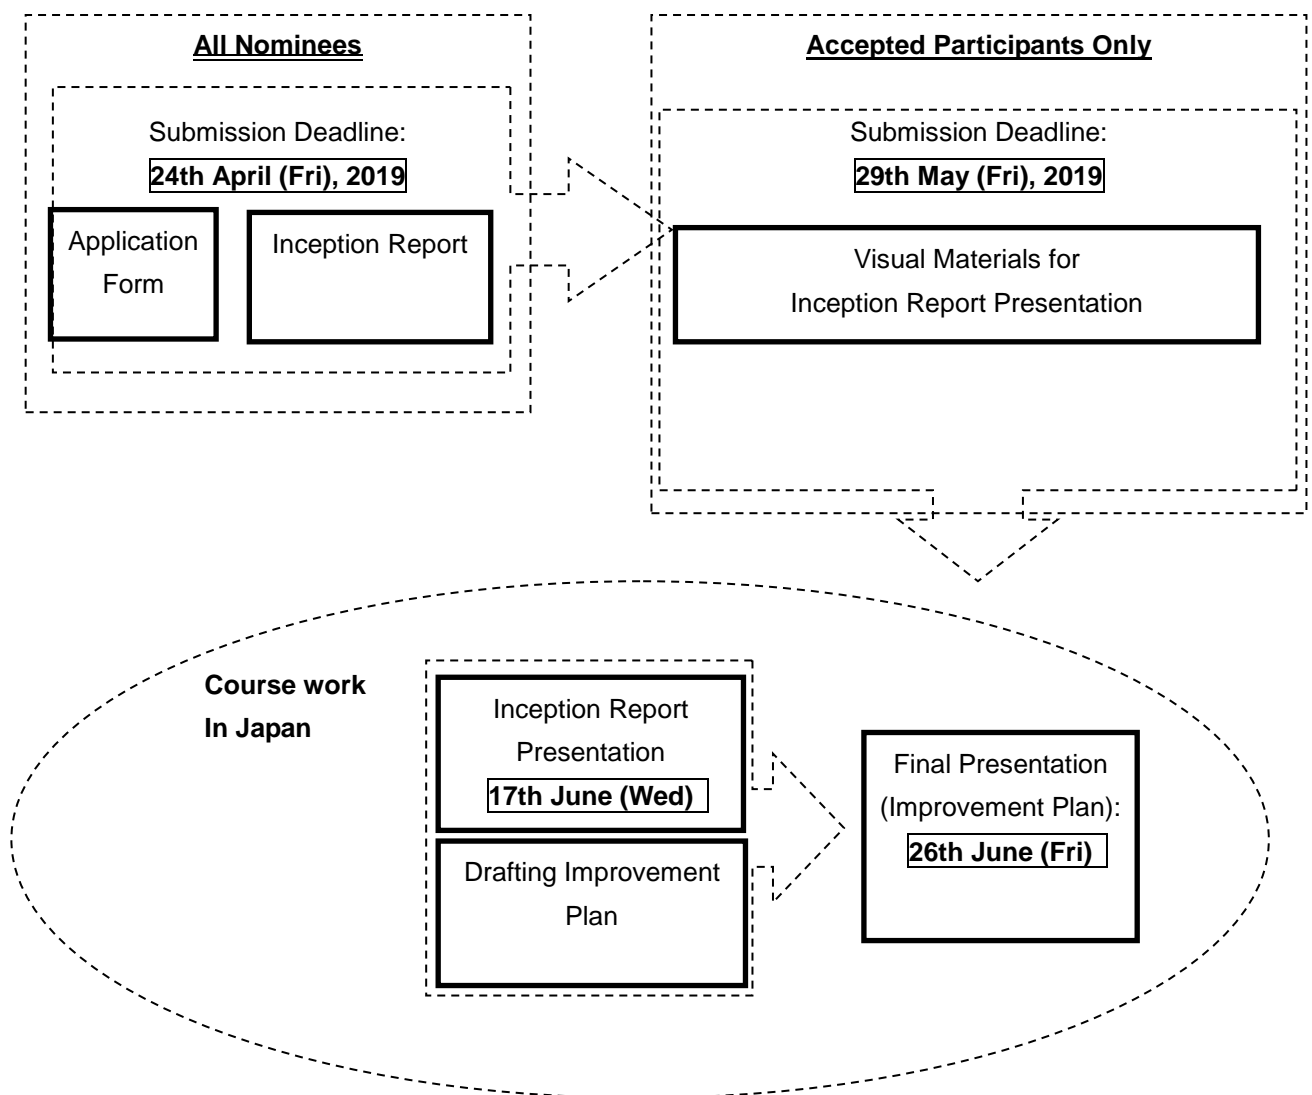 All Nominees
Submission Deadline:
24th April (Fri), 2019
Application
Form
Inception Report
Accepted Participants Only
Submission Deadline:
29th May (Fri), 2019
Visual Materials for
Inception Report Presentation
Course work
In Japan
Inception Report
Presentation
17th June (Wed)
Drafting Improvement
Plan
Final Presentation
(Improvement Plan):
26th June (Fri)